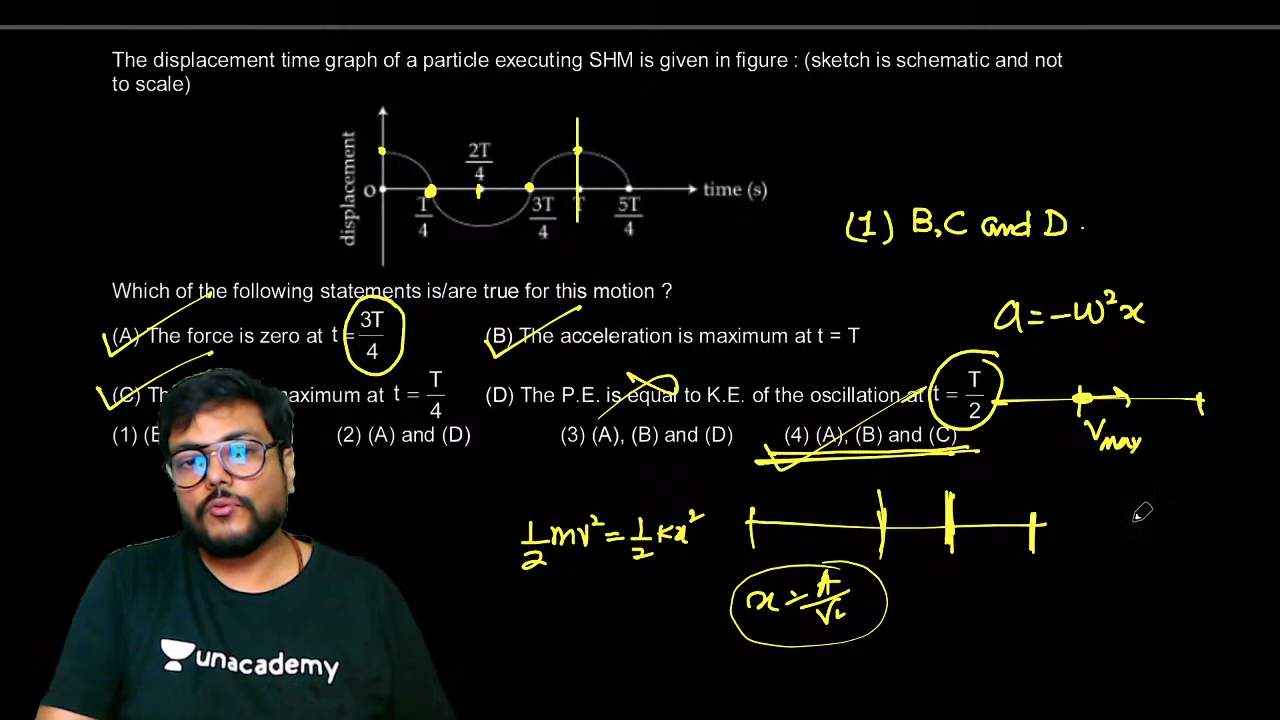 The displacement time graph of a particle executing SHM is given in figure : (sketch is schematic and not
to scale)
displacement
O
T/4
2T/4
3T/4
T
5T/4
time (s)
(1) B,C and D.
Which of the following statements is/are true for this motion ?
(A) The force is zero at t = 3T/4
(B) The acceleration is maximum at t = T
a = -ω²x
(C) Th aximum at t = T/4
(D) The P.E. is equal to K.E. of the oscillation at t = T/2
Vmax
(1) (B
(2) (A) and (D)
(3) (A), (B) and (D)
(4) (A), (B) and (C)
1/2 mv² = 1/2 Kx²
x = A/√2
unacademy